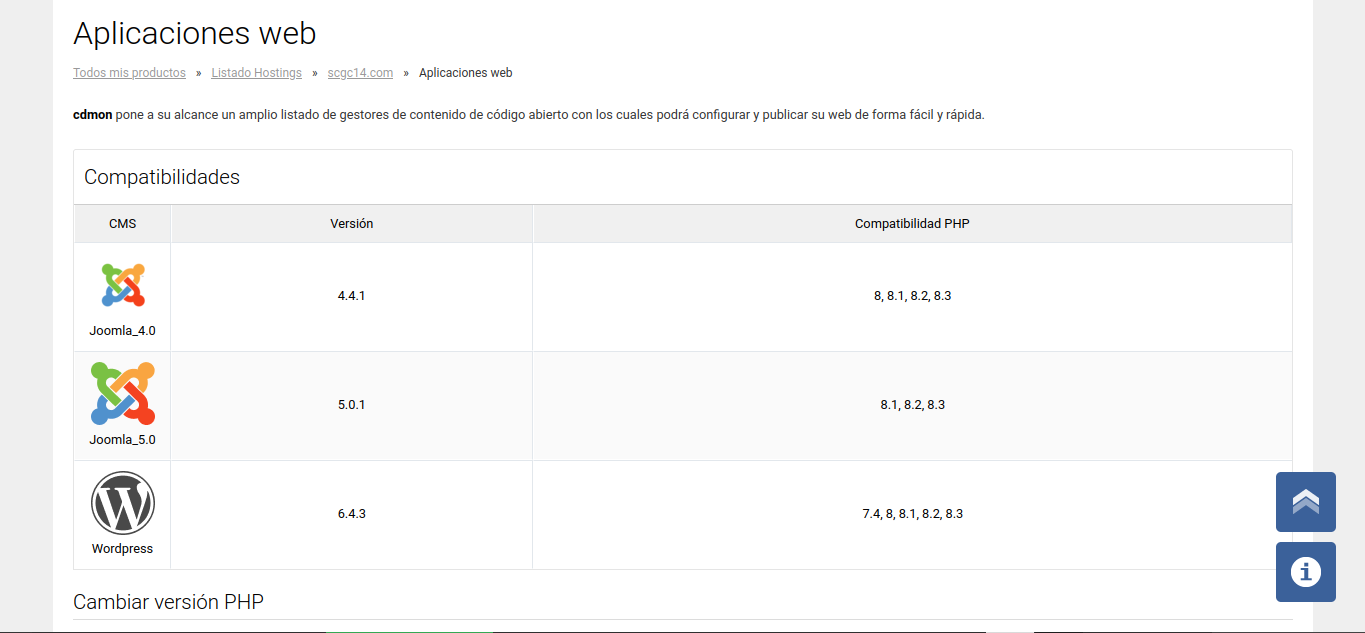 Aplicaciones web
Todos mis productos » Listado Hostings » scgc14.com » Aplicaciones web
cdmon pone a su alcance un amplio listado de gestores de contenido de código abierto con los cuales podrá configurar y publicar su web de forma fácil y rápida.
Compatibilidades
CMS Versión Compatibilidad PHP
Joomla_4.0 4.4.1 8, 8.1, 8.2, 8.3
Joomla_5.0 5.0.1 8.1, 8.2, 8.3
Wordpress 6.4.3 7.4, 8, 8.1, 8.2, 8.3
Cambiar versión PHP